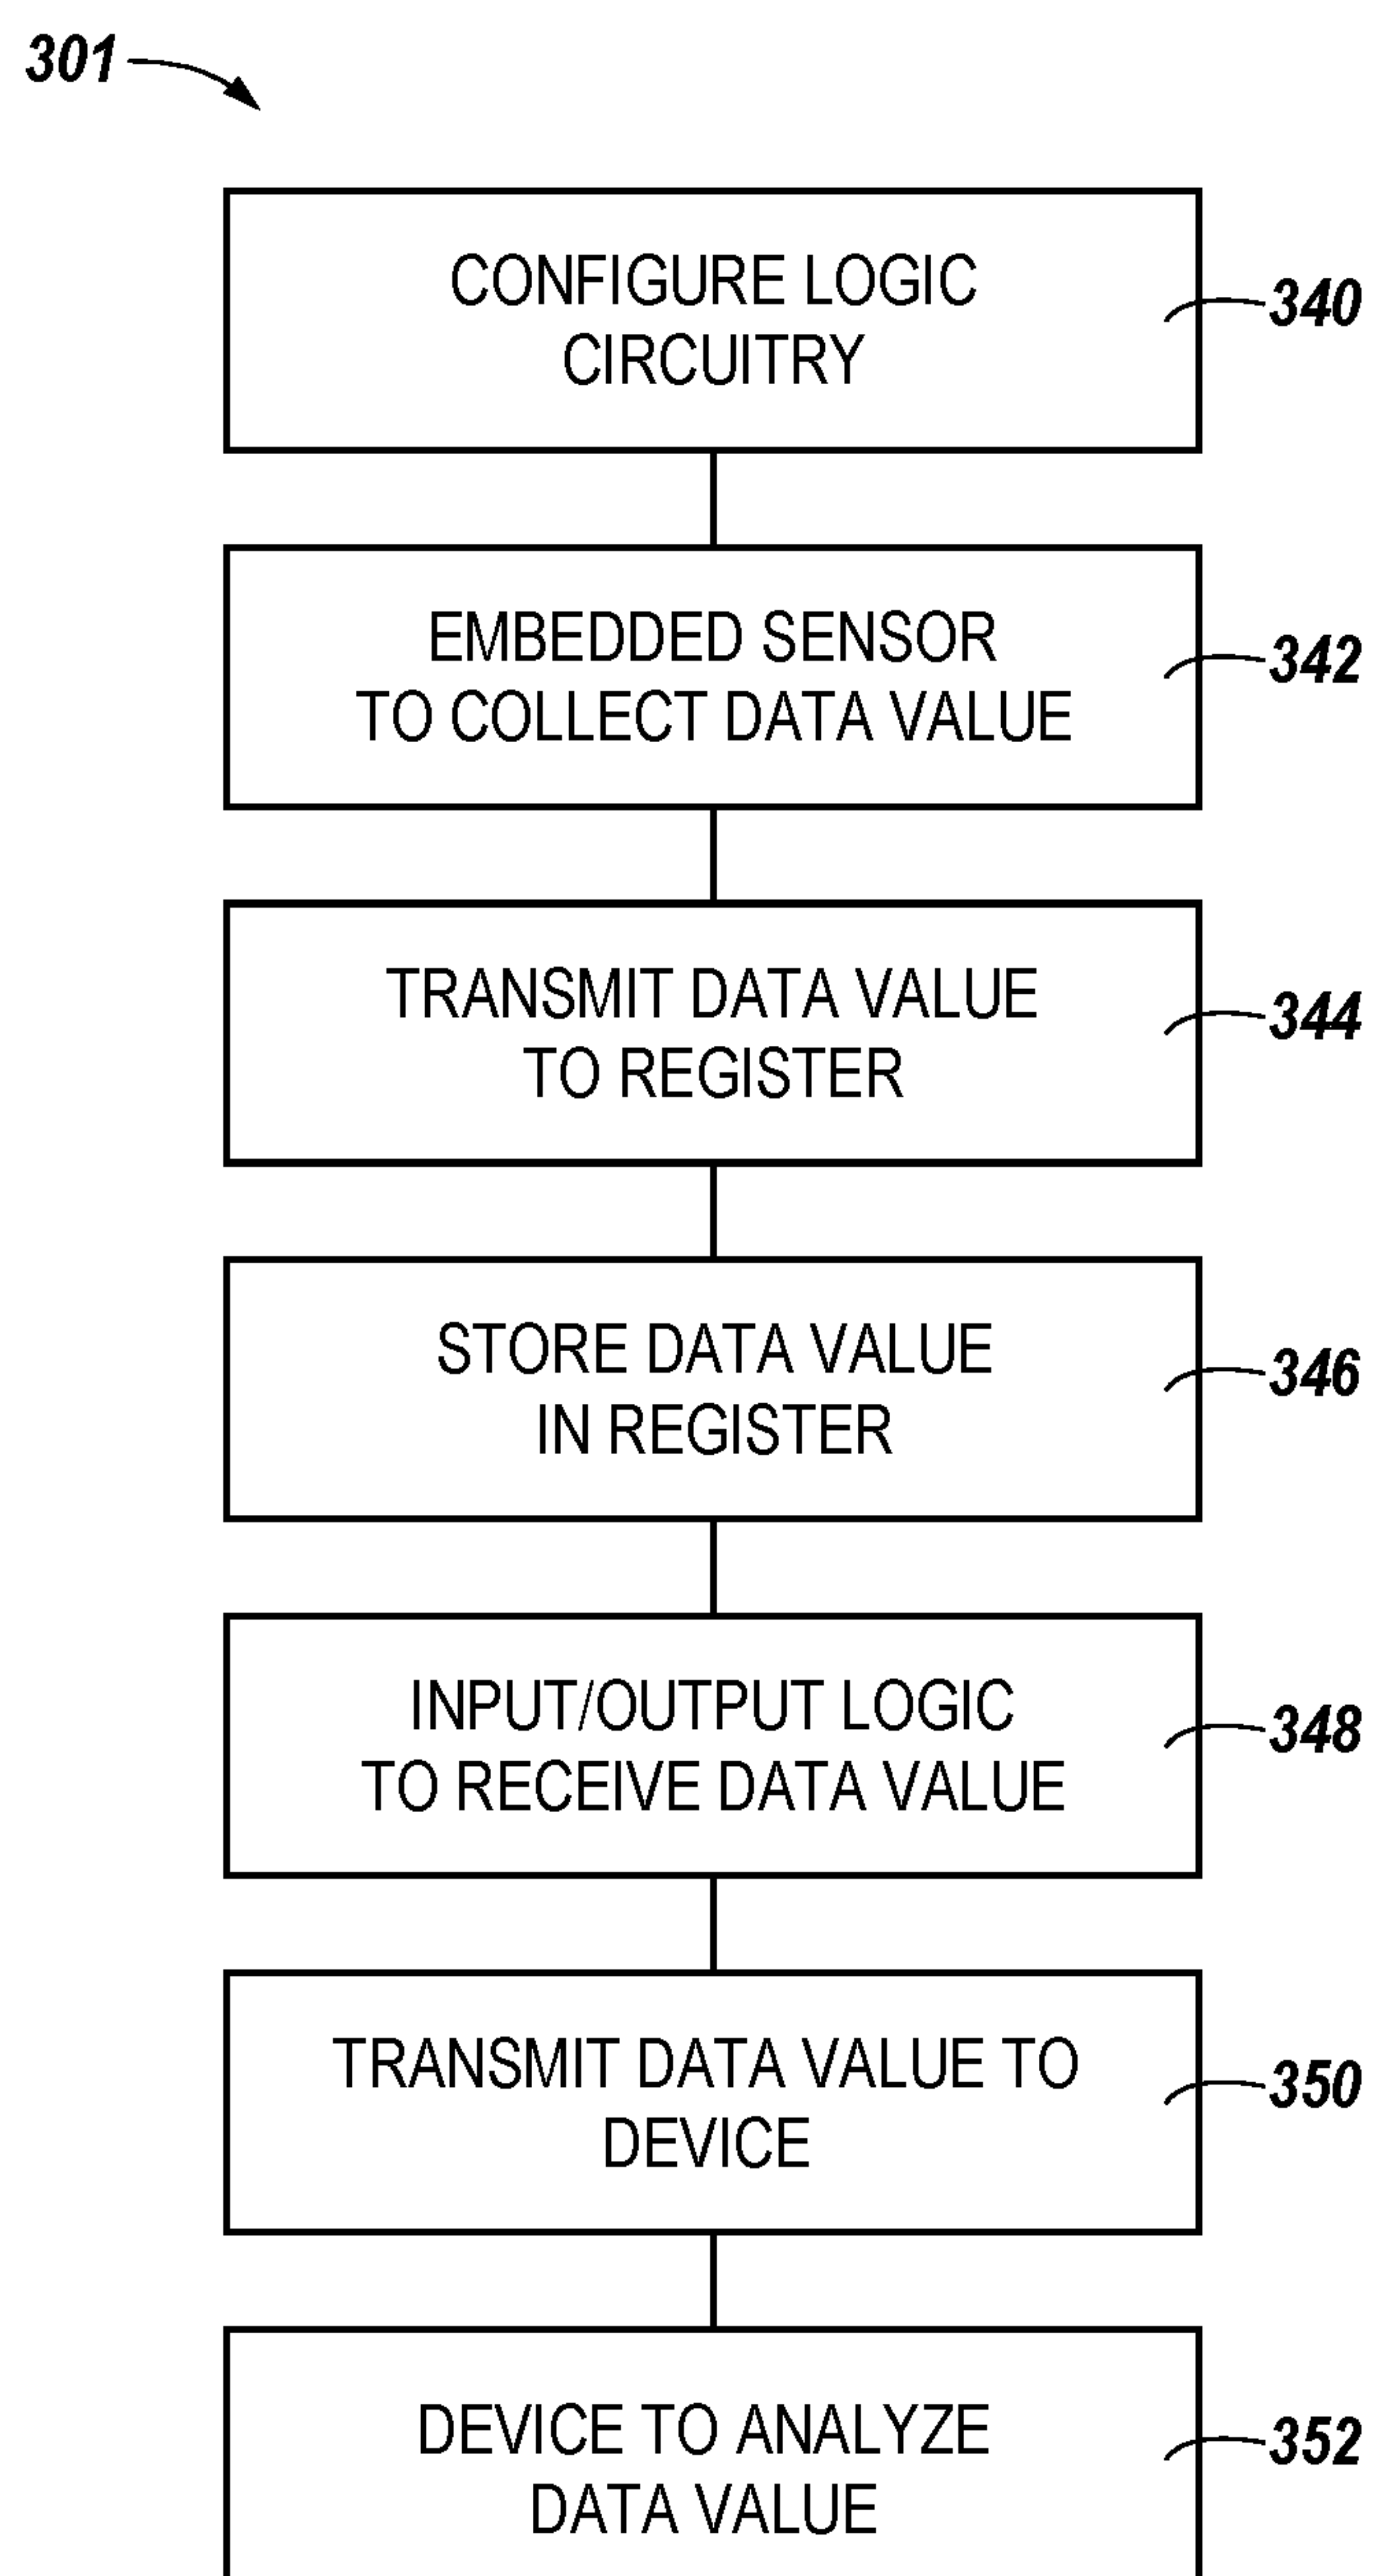 301
CONFIGURE LOGIC
CIRCUITRY
340
EMBEDDED SENSOR
TO COLLECT DATA VALUE
342
TRANSMIT DATA VALUE
TO REGISTER
344
STORE DATA VALUE
IN REGISTER
346
INPUT/OUTPUT LOGIC
TO RECEIVE DATA VALUE
348
TRANSMIT DATA VALUE TO
DEVICE
350
DEVICE TO ANALYZE
DATA VALUE
352